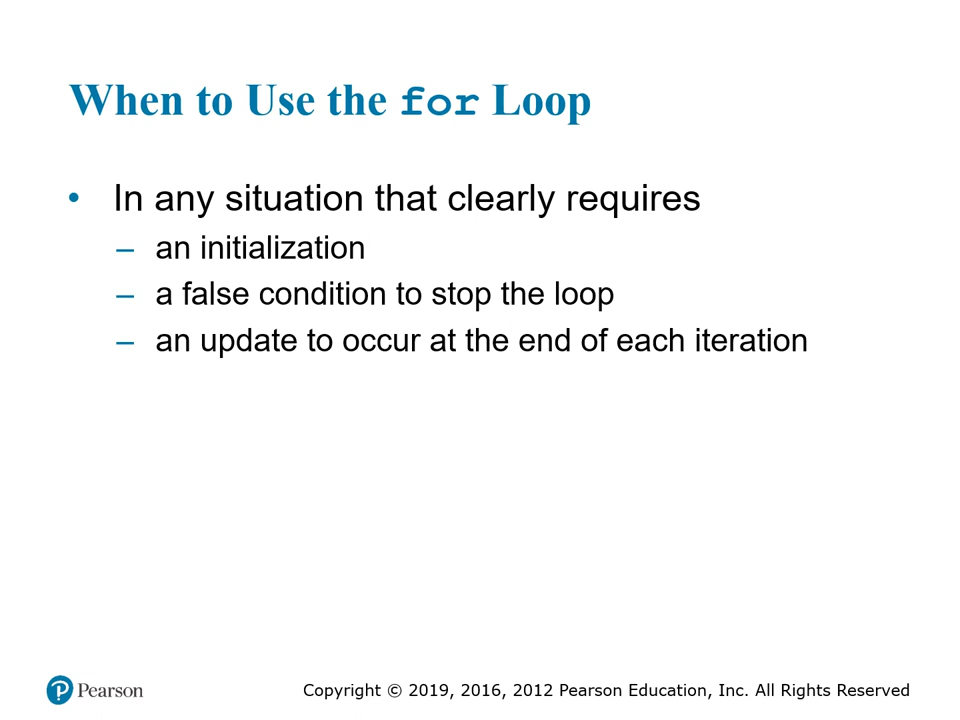 When to Use the for Loop
• In any situation that clearly requires
– an initialization
– a false condition to stop the loop
– an update to occur at the end of each iteration
Pearson
Copyright © 2019, 2016, 2012 Pearson Education, Inc. All Rights Reserved